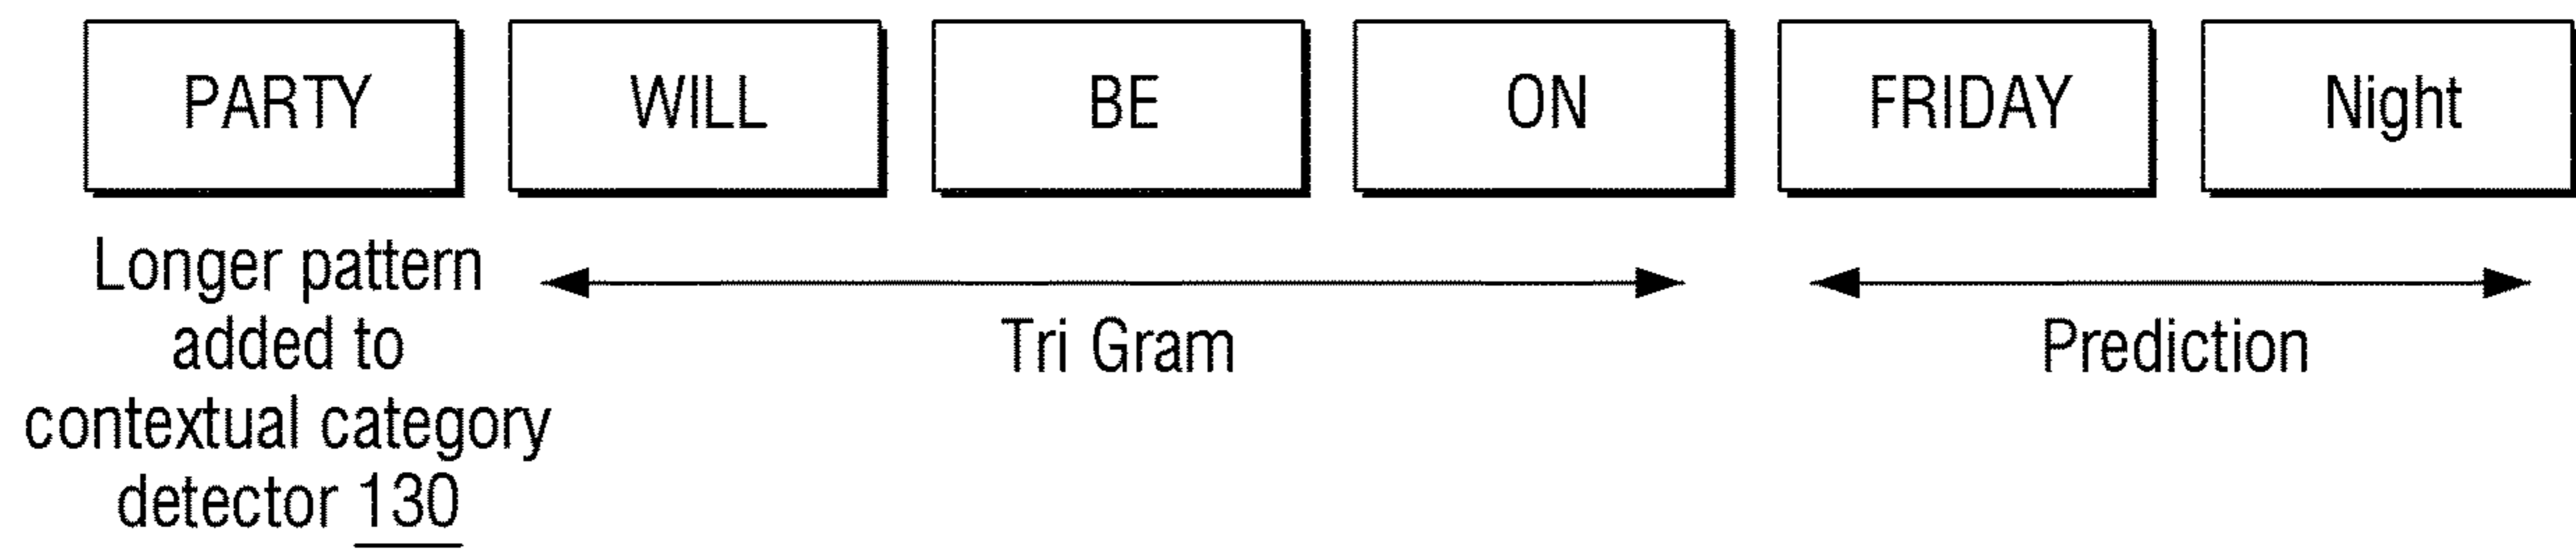 PARTY WILL BE ON FRIDAY Night
Longer pattern
added to
contextual category
detector 130
Tri Gram
Prediction